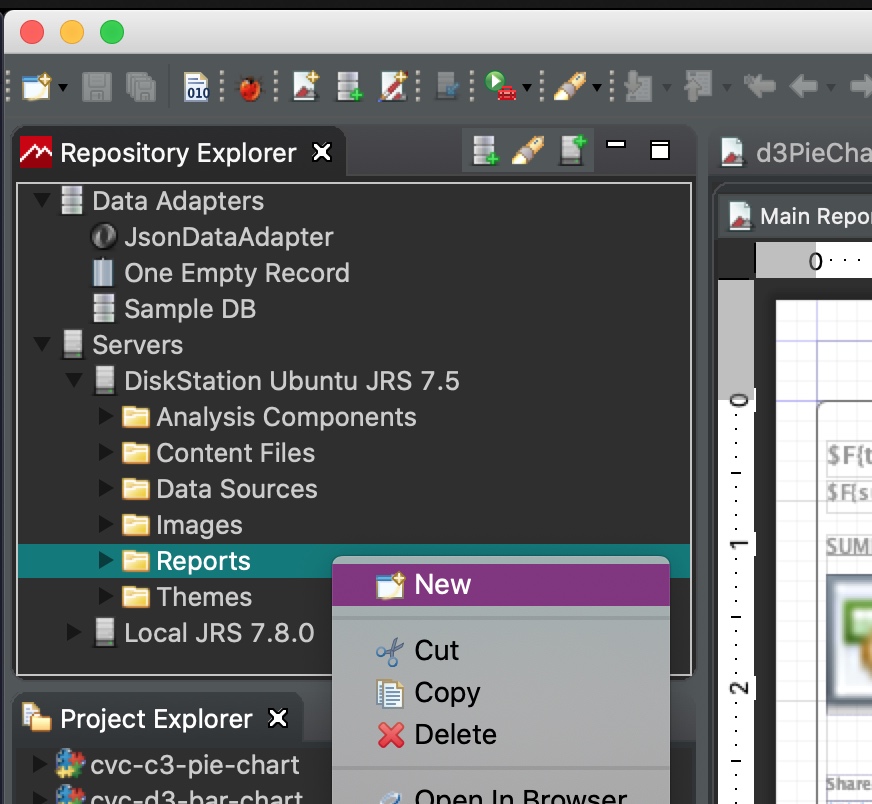 010
Repository Explorer
d3PieCha
Data Adapters
JsonDataAdapter
One Empty Record
Sample DB
Servers
DiskStation Ubuntu JRS 7.5
Analysis Components
Content Files
Data Sources
Images
Reports
Themes
Local JRS 7.8.0
New
Cut
Copy
Delete
Open In Browser
Project Explorer
cvc-c3-pie-chart
cvc-d3-bar-chart
Main Repo
0
0
1
2
$F{t
$F{s
SUM
Share